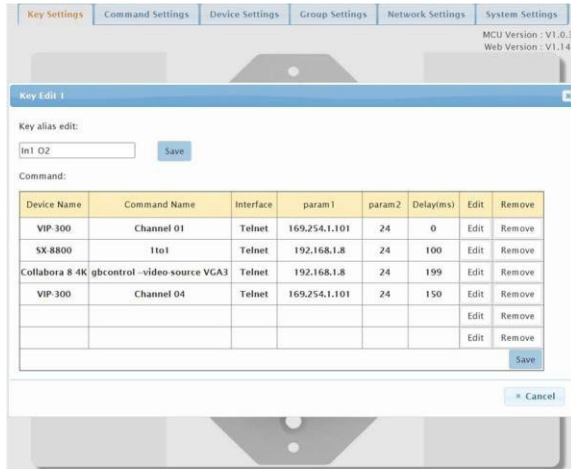 Key Settings Command Settings Device Settings Group Settings Network Settings System Settings
MCU Version : V1.0.3
Web Version : V1.14
Key Edit 1
Key alias edit:
In1 O2 Save
Command:
Device Name Command Name Interface param1 param2 Delay(ms) Edit Remove
VIP-300 Channel 01 Telnet 169.254.1.101 24 0 Edit Remove
SX-8800 1to1 Telnet 192.168.1.8 24 100 Edit Remove
Collabora 8 4K gbcontrol --video-source VGA3 Telnet 192.168.1.8 24 199 Edit Remove
VIP-300 Channel 04 Telnet 169.254.1.101 24 150 Edit Remove
Edit Remove
Edit Remove
Save
× Cancel